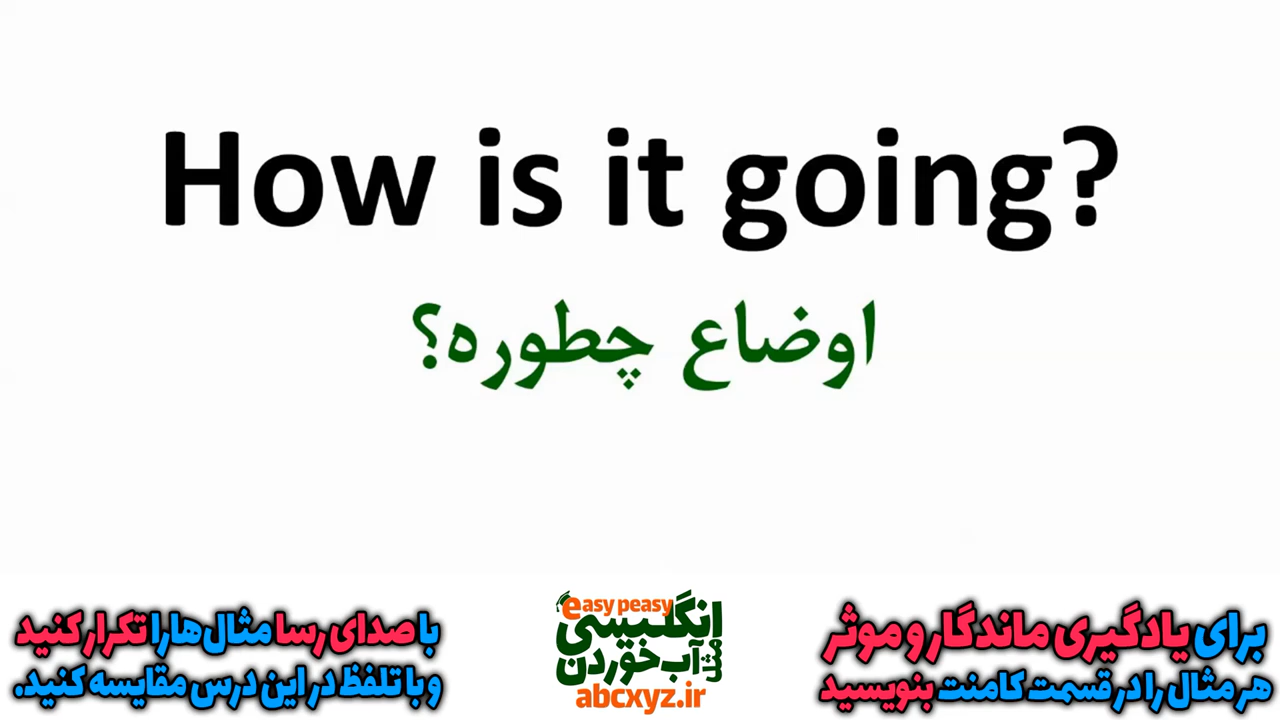 How is it going?
اوضاع چطوره؟
برای یادگیری ماندگار و موثر
هر مثال را در قسمت کامنت بنویسید
easy peasy
انگلیسی
مثل آب خوردن
abcxyz.ir
با صدای رسا مثال‌ها را تکرار کنید
و با تلفظ در این درس مقایسه کنید.